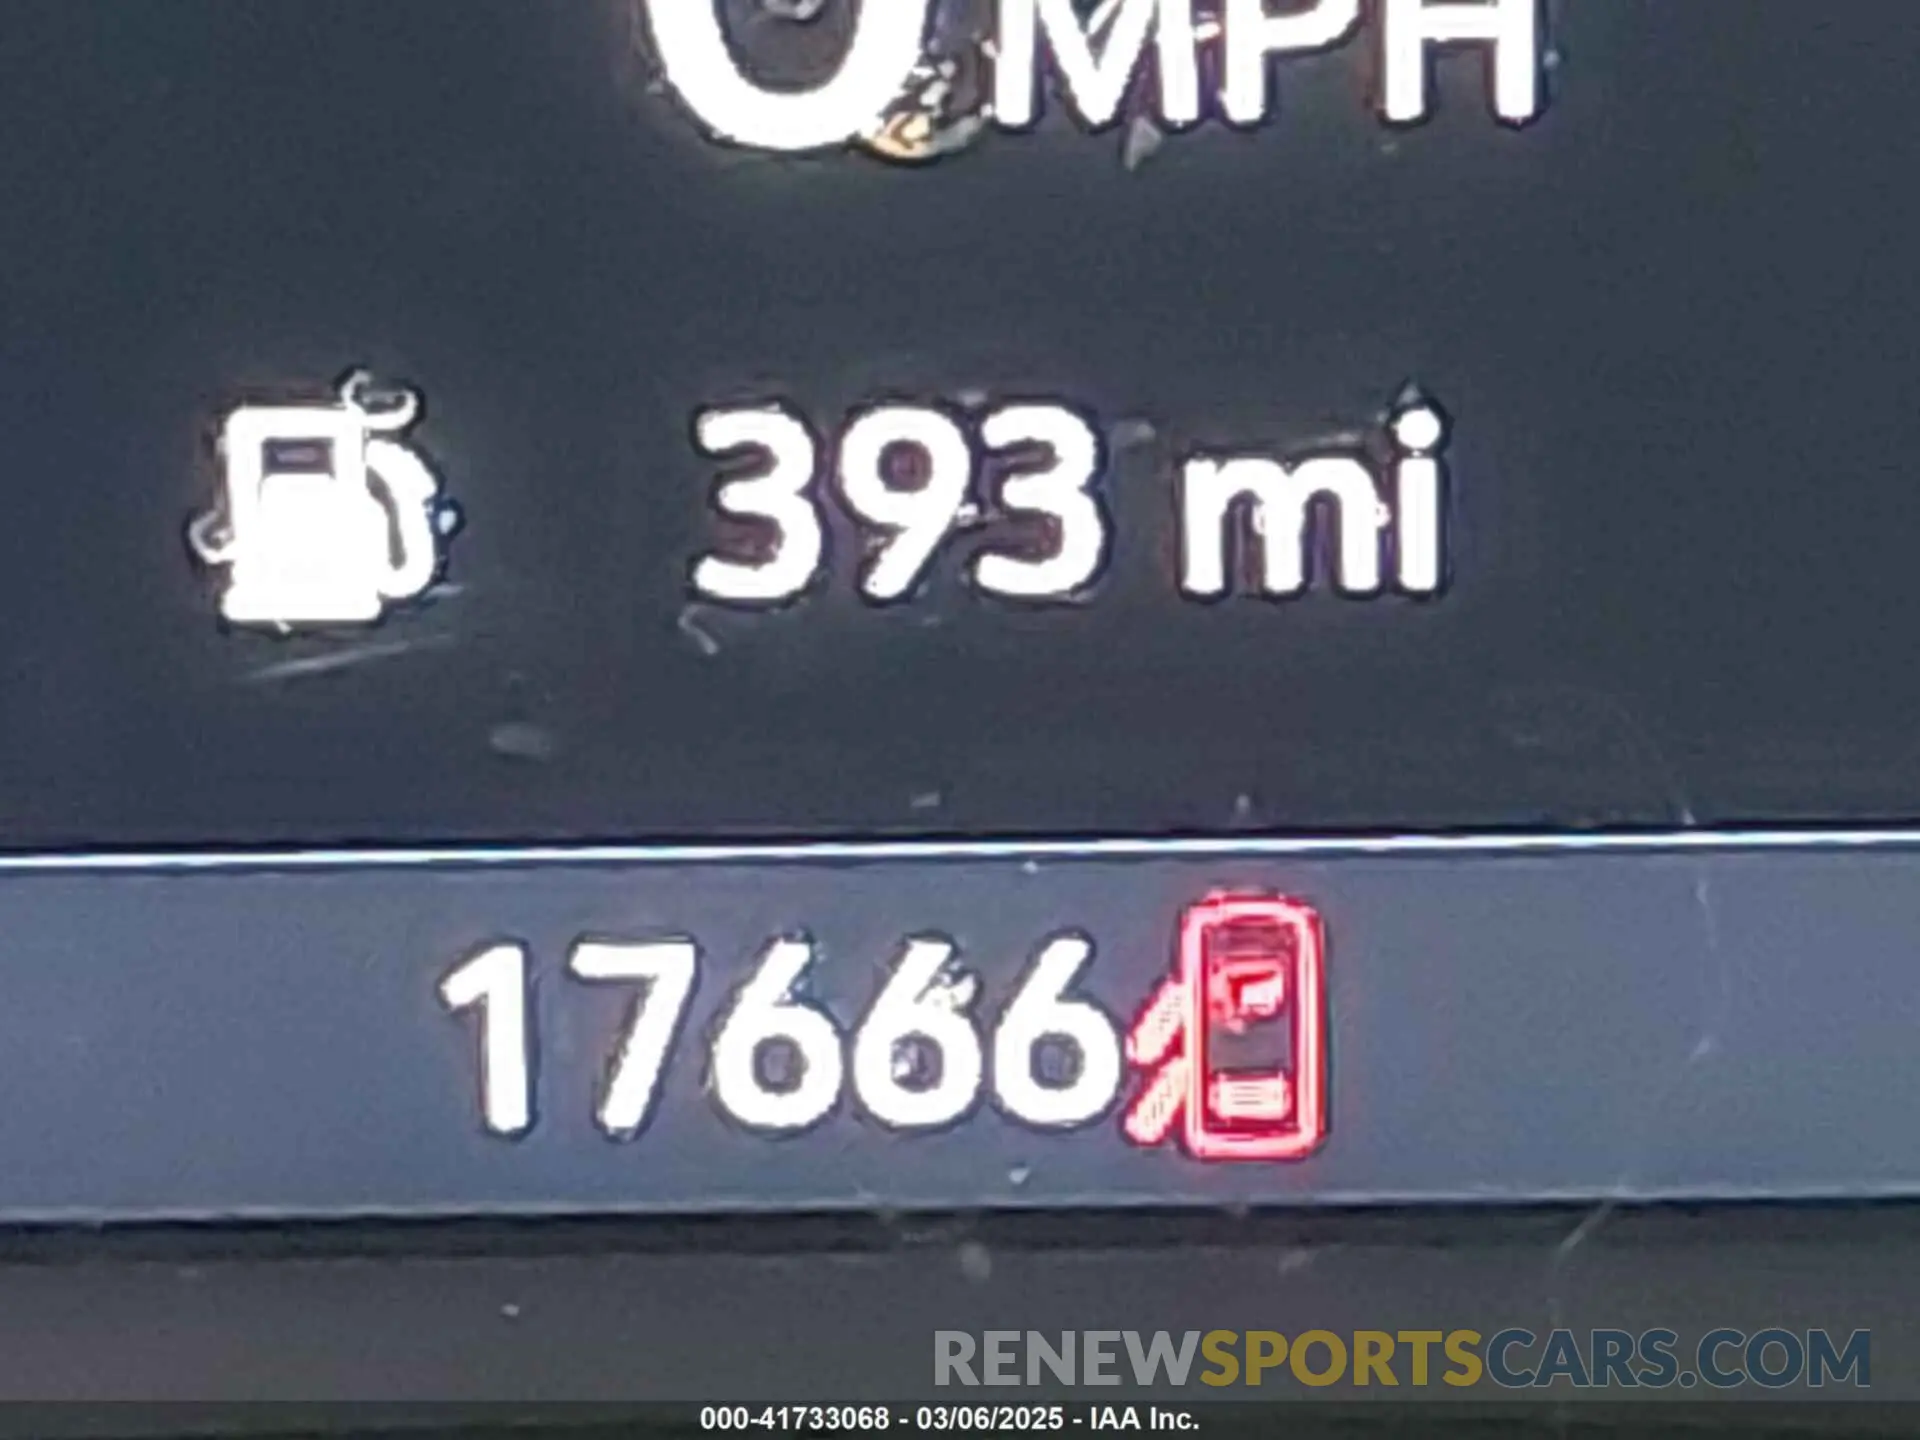 0 MPH
393 mi
17666
RENEWSPORTSCARS.COM
000-41733068 - 03/06/2025 - IAA Inc.